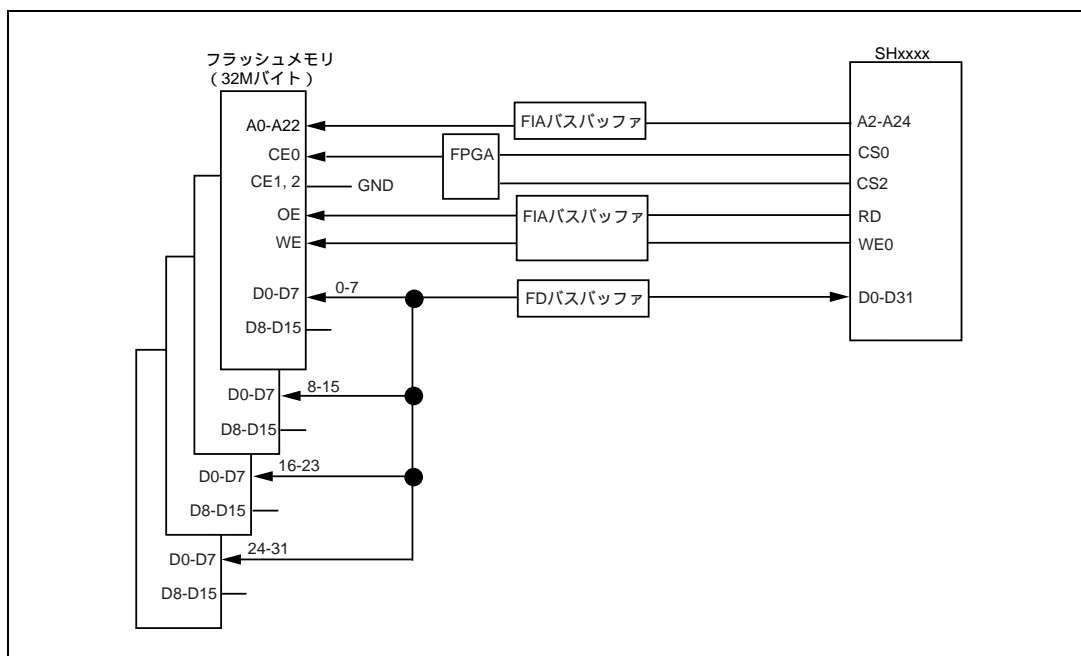 フラッシュメモリ
（32Mバイト）
SHxxxx
A0-A22
FIAバスバッファ
A2-A24
CE0
FPGA
CS0
CE1, 2
GND
CS2
OE
FIAバスバッファ
RD
WE
WE0
D0-D7
0-7
FDバスバッファ
D0-D31
D8-D15
D0-D7
8-15
D8-D15
D0-D7
16-23
D8-D15
D0-D7
24-31
D8-D15